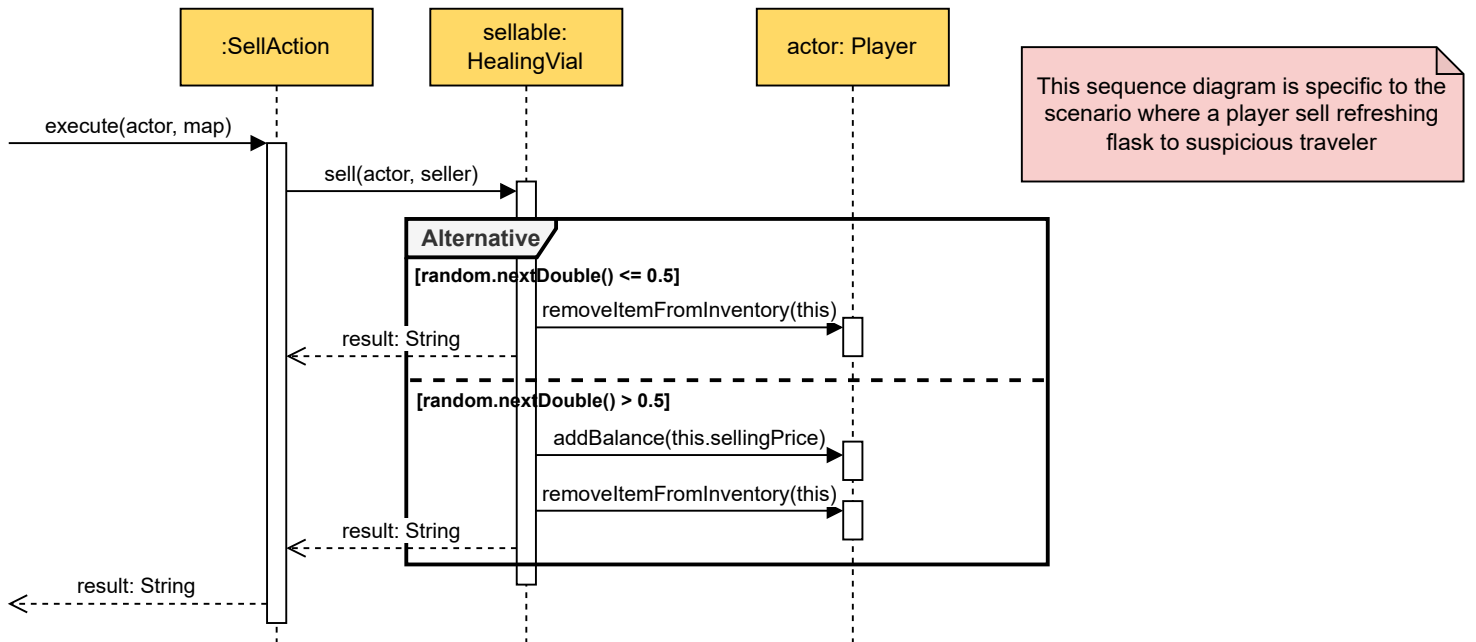 :SellAction
sellable:
HealingVial
actor: Player
This sequence diagram is specific to the
scenario where a player sell refreshing
flask to suspicious traveler
execute(actor, map)
sell(actor, seller)
Alternative
[random.nextDouble() <= 0.5]
removeItemFromInventory(this)
result: String
[random.nextDouble() > 0.5]
addBalance(this.sellingPrice)
removeItemFromInventory(this)
result: String
result: String